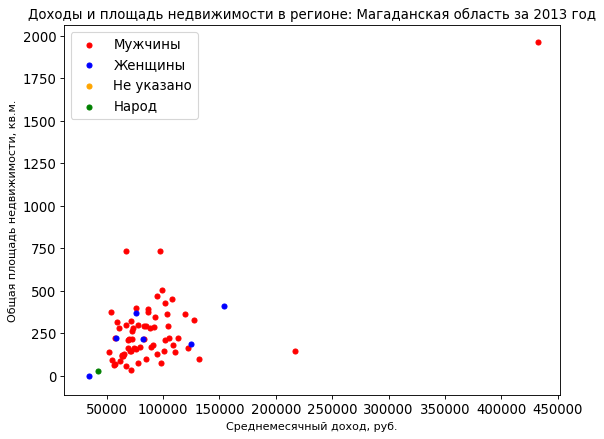 Доходы и площадь недвижимости в регионе: Магаданская область за 2013 год
Мужчины
Женщины
Не указано
Народ
Общая площадь недвижимости, кв.м.
2000
1750
1500
1250
1000
750
500
250
0
50000 100000 150000 200000 250000 300000 350000 400000 450000
Среднемесячный доход, руб.